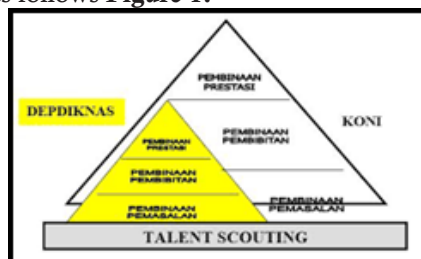 as follows Figure 1.
PEMBINAAN
PRESTASI
DEPDIKNAS
KONI
PEMBINAAN
PRESTASI
PEMBINAAN
PEMBIBITAN
PEMBINAAN
PEMBIBITAN
PEMBINAAN
PEMASALAN
PEMBINAAN
PEMASALAN
TALENT SCOUTING